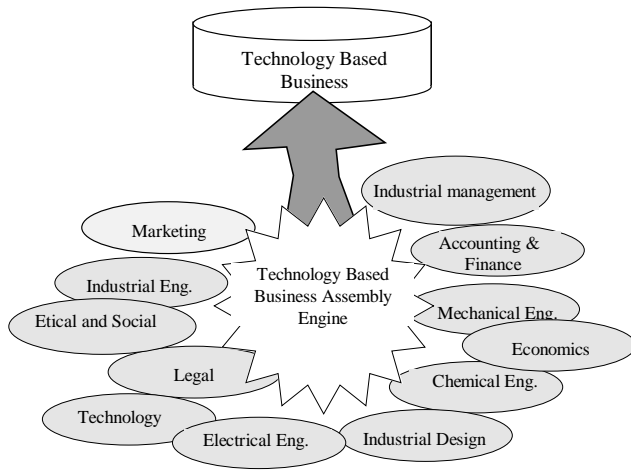 Technology Based
Business
Industrial management
Marketing
Accounting &
Finance
Technology Based
Business Assembly
Engine
Industrial Eng.
Mechanical Eng.
Etical and Social
Economics
Legal
Chemical Eng.
Technology
Electrical Eng.
Industrial Design